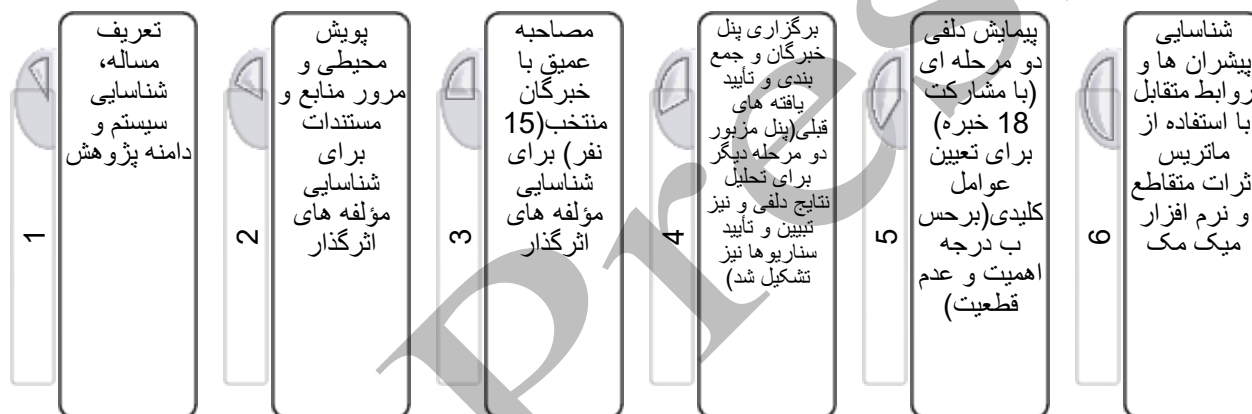 1
تعریف
مساله،
شناسایی
سیستم و
دامنه پژوهش
2
پویش
محیطی و
مرور منابع و
مستندات
برای
شناسایی
مؤلفه های
اثرگذار
3
مصاحبه
عمیق با
خبرگان
منتخب(15
نفر) برای
شناسایی
مؤلفه های
اثرگذار
4
برگزاری پنل
خبرگان و جمع
بندی و تأیید
یافته های
قبلی(پنل مزبور
دو مرحله دیگر
برای تحلیل
نتایج دلفی و نیز
تبیین و تأیید
سناریوها نیز
تشکیل شد)
5
پیمایش دلفی
دو مرحله ای
(با مشارکت
18 خبره)
برای تعیین
عوامل
کلیدی(برحس
ب درجه
اهمیت و عدم
قطعیت)
6
شناسایی
پیشران ها و
روابط متقابل
با استفاده از
ماتریس
ثرات متقاطع
و نرم افزار
میک مک
Pres